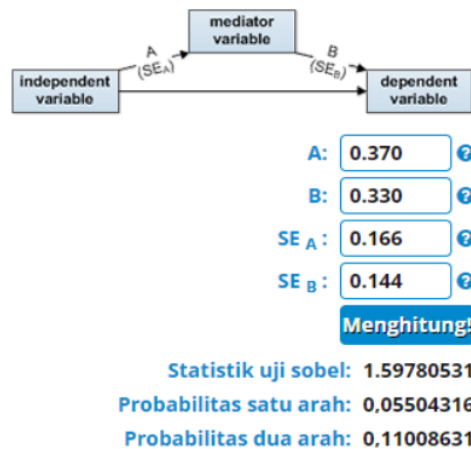 mediator
variable
A
(SEA)
B
(SEB)
independent
variable
dependent
variable
A: 0.370 ?
B: 0.330 ?
SE A : 0.166 ?
SE B : 0.144 ?
Menghitung!
Statistik uji sobel: 1.59780531
Probabilitas satu arah: 0,05504316
Probabilitas dua arah: 0,11008631